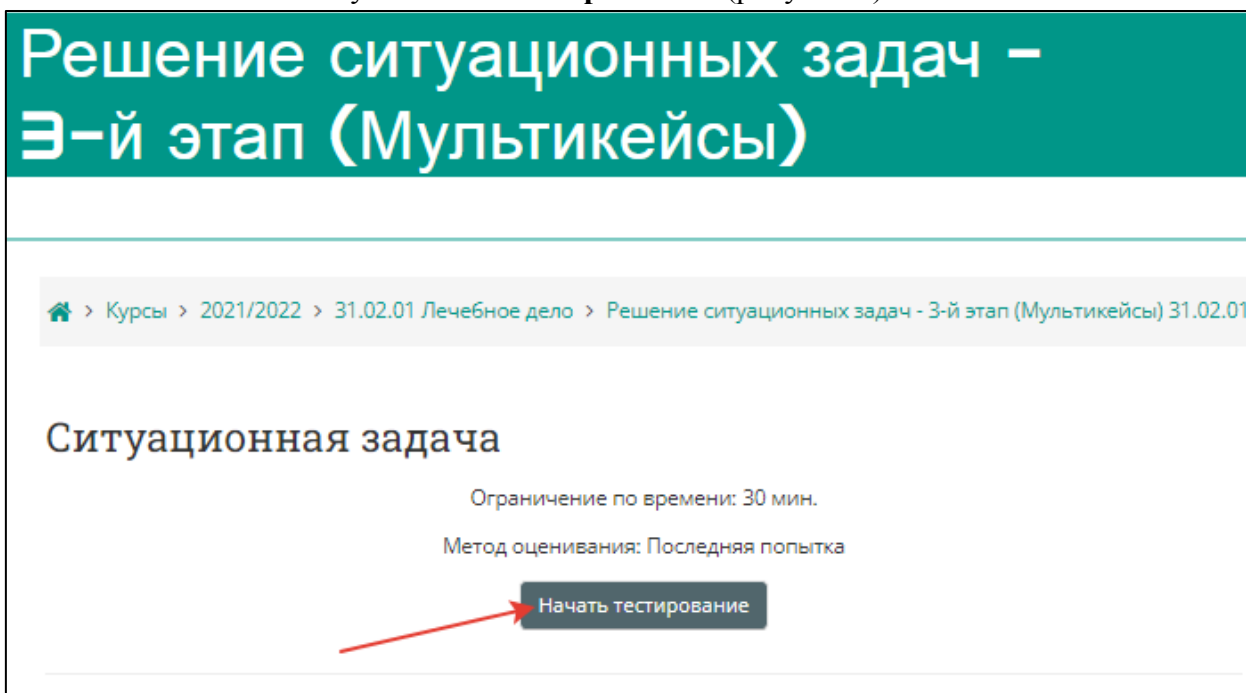 Решение ситуационных задач –
3-й этап (Мультикейсы)
> Курсы > 2021/2022 > 31.02.01 Лечебное дело > Решение ситуационных задач - 3-й этап (Мультикейсы) 31.02.01
Ситуационная задача
Ограничение по времени: 30 мин.
Метод оценивания: Последняя попытка
Начать тестирование